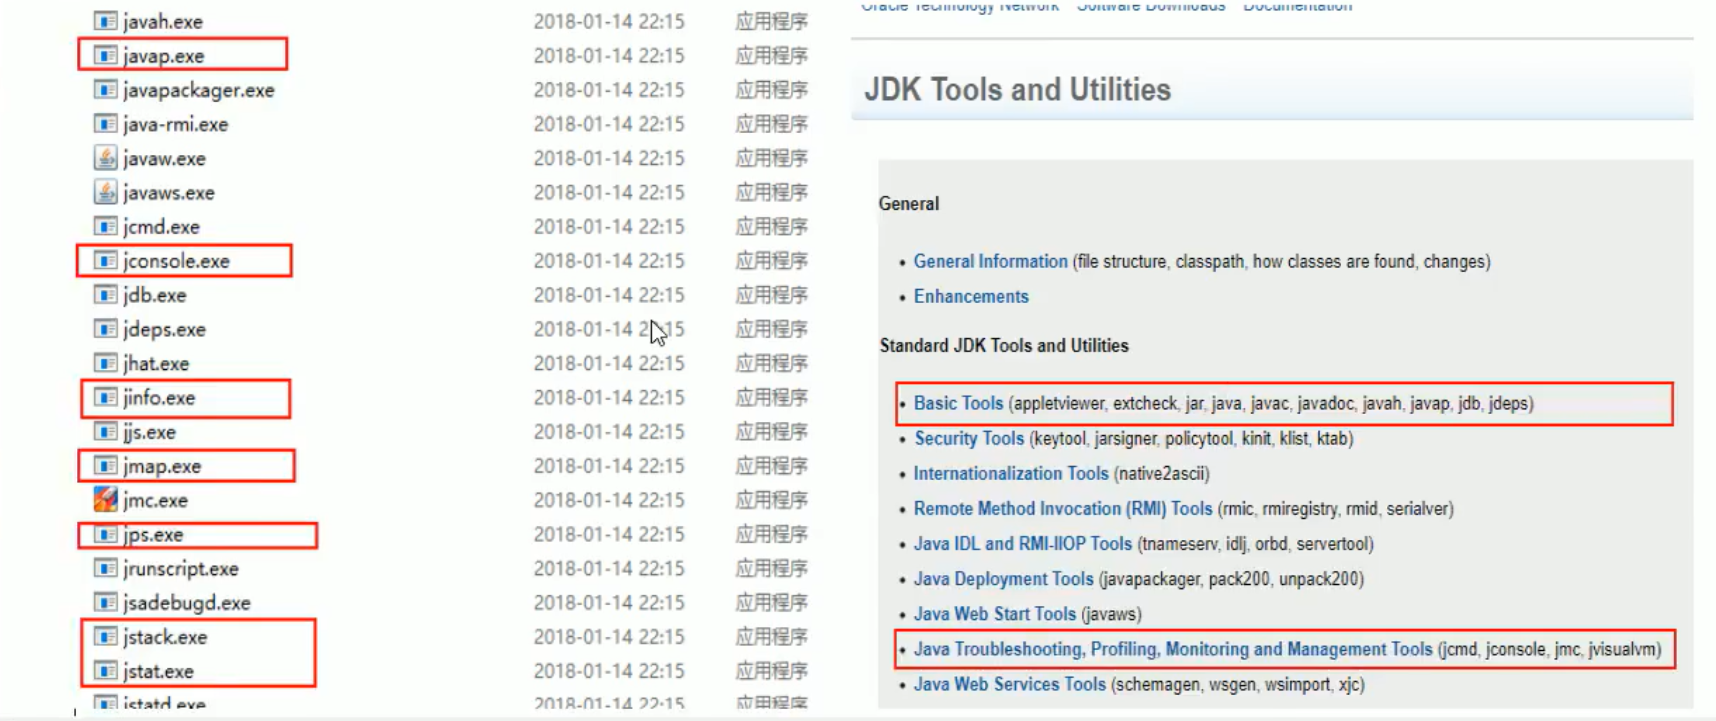 javah.exe 2018-01-14 22:15 应用程序
javap.exe 2018-01-14 22:15 应用程序
javapackager.exe 2018-01-14 22:15 应用程序
java-rmi.exe 2018-01-14 22:15 应用程序
javaw.exe 2018-01-14 22:15 应用程序
javaws.exe 2018-01-14 22:15 应用程序
jcmd.exe 2018-01-14 22:15 应用程序
jconsole.exe 2018-01-14 22:15 应用程序
jdb.exe 2018-01-14 22:15 应用程序
jdeps.exe 2018-01-14 22:15 应用程序
jhat.exe 2018-01-14 22:15 应用程序
jinfo.exe 2018-01-14 22:15 应用程序
jjs.exe 2018-01-14 22:15 应用程序
jmap.exe 2018-01-14 22:15 应用程序
jmc.exe 2018-01-14 22:15 应用程序
jps.exe 2018-01-14 22:15 应用程序
jrunscript.exe 2018-01-14 22:15 应用程序
jsadebugd.exe 2018-01-14 22:15 应用程序
jstack.exe 2018-01-14 22:15 应用程序
jstat.exe 2018-01-14 22:15 应用程序
jstatd.exe 2018-01-14 22:15 应用程序
Oracle Technology Network Software Downloads Documentation
JDK Tools and Utilities
General
• General Information (file structure, classpath, how classes are found, changes)
• Enhancements
Standard JDK Tools and Utilities
• Basic Tools (appletviewer, extcheck, jar, java, javac, javadoc, javah, javap, jdb, jdeps)
• Security Tools (keytool, jarsigner, policytool, kinit, klist, ktab)
• Internationalization Tools (native2ascii)
• Remote Method Invocation (RMI) Tools (rmic, rmiregistry, rmid, serialver)
• Java IDL and RMI-IIOP Tools (tnameserv, idlj, orbd, servertool)
• Java Deployment Tools (javapackager, pack200, unpack200)
• Java Web Start Tools (javaws)
• Java Troubleshooting, Profiling, Monitoring and Management Tools (jcmd, jconsole, jmc, jvisualvm)
• Java Web Services Tools (schemagen, wsgen, wsimport, xjc)